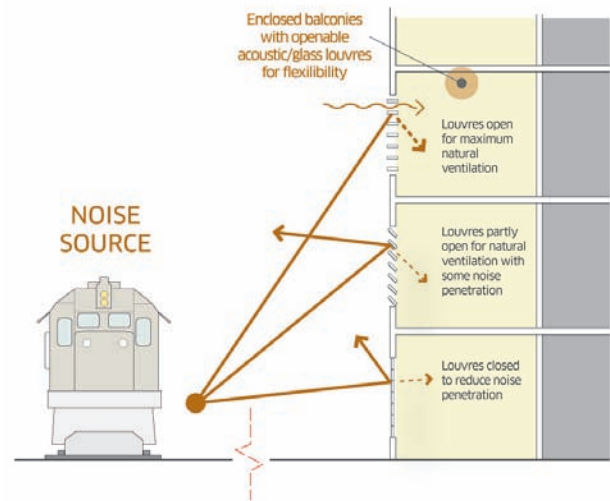 Enclosed balconies
with openable
acoustic/glass louvres
for flexilibility
Louvres open
for maximum
natural
ventilation
NOISE
SOURCE
Louvres partly
open for natural
ventilation with
some noise
penetration
Louvres closed
to reduce noise
penetration